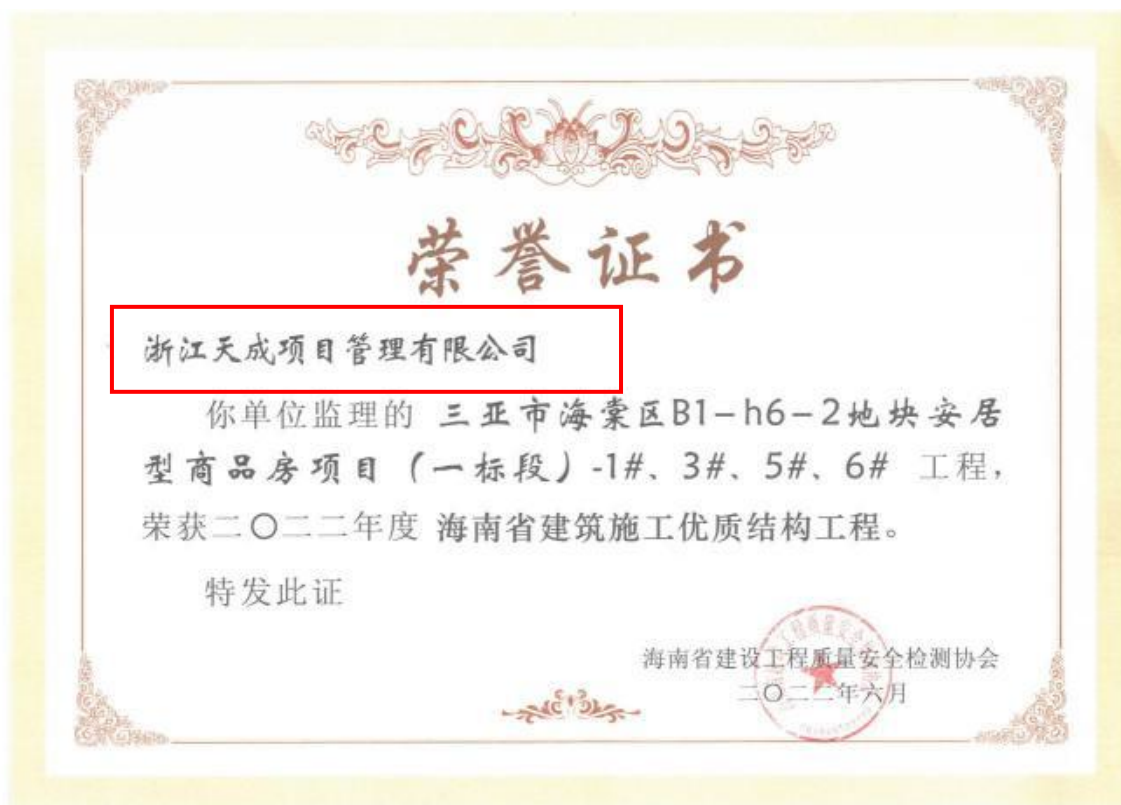 荣誉证书
浙江天成项目管理有限公司
你单位监理的 三亚市海棠区B1-h6-2地块安居
型商品房项目（一标段）-1#、3#、5#、6# 工程，
荣获二〇二二年度 海南省建筑施工优质结构工程。
特发此证
海南省建设工程质量安全检测协会
二〇二二年六月